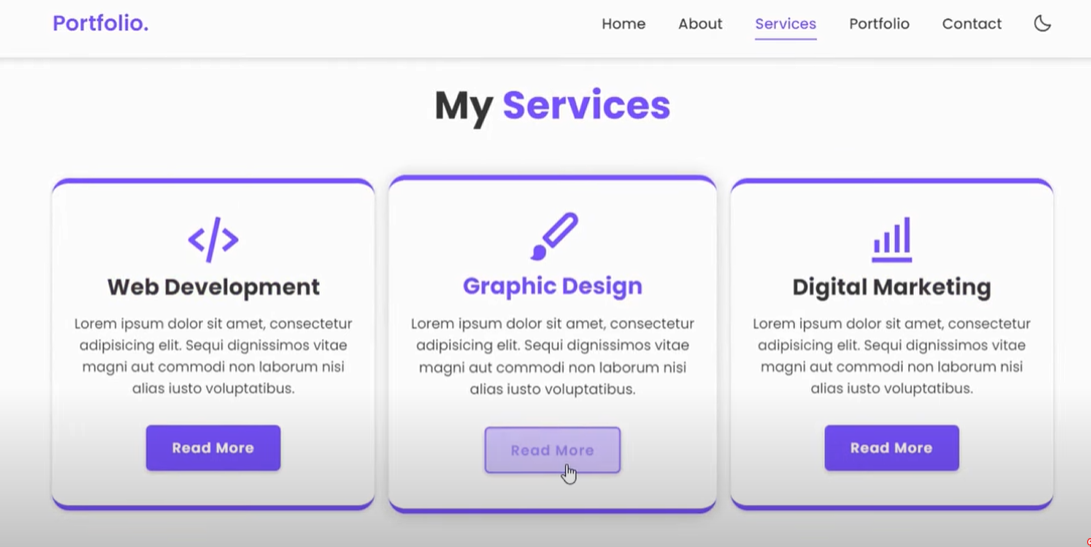 Portfolio.
Home About Services Portfolio Contact
My Services
Web Development
Lorem ipsum dolor sit amet, consectetur
adipisicing elit. Sequi dignissimos vitae
magni aut commodi non laborum nisi
alias iusto voluptatibus.
Read More
Graphic Design
Lorem ipsum dolor sit amet, consectetur
adipisicing elit. Sequi dignissimos vitae
magni aut commodi non laborum nisi
alias iusto voluptatibus.
Read More
Digital Marketing
Lorem ipsum dolor sit amet, consectetur
adipisicing elit. Sequi dignissimos vitae
magni aut commodi non laborum nisi
alias iusto voluptatibus.
Read More